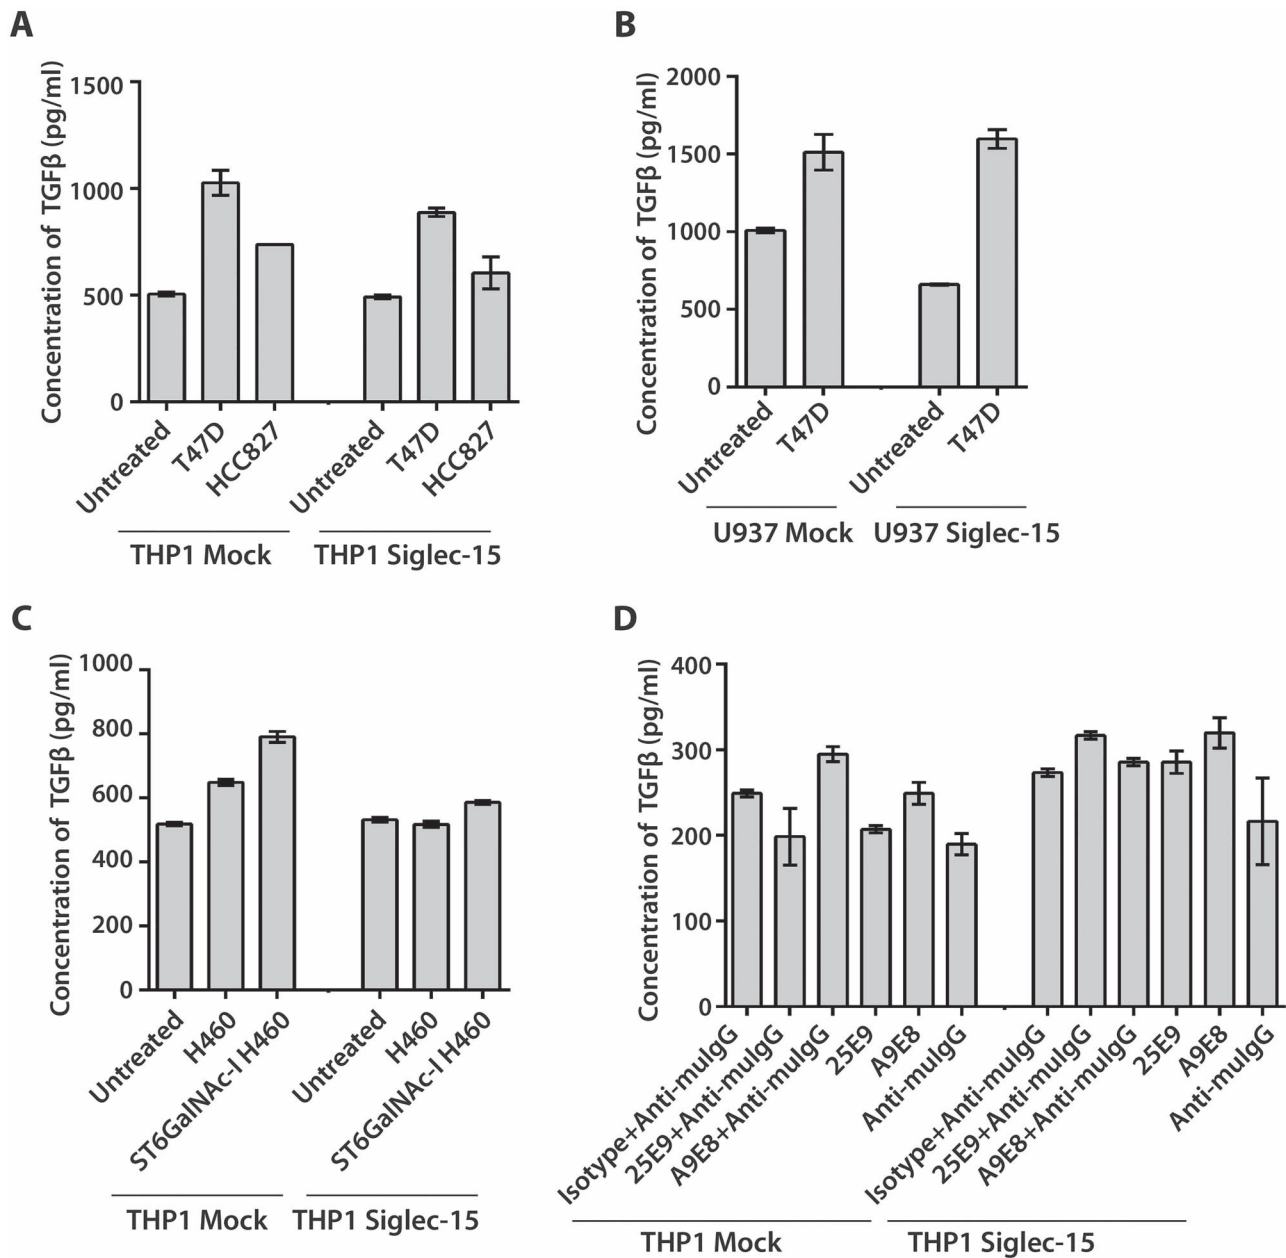 A
Concentration of TGFβ (pg/ml)
1500
1000
500
0
Untreated
T47D
HCC827
Untreated
T47D
HCC827
THP1 Mock
THP1 Siglec-15
B
Concentration of TGFβ (pg/ml)
2000
1500
1000
500
0
Untreated
T47D
Untreated
T47D
U937 Mock
U937 Siglec-15
C
Concentration of TGFβ (pg/ml)
1000
800
600
400
200
0
Untreated
H460
ST6GalNAc-I H460
Untreated
H460
ST6GalNAc-I H460
THP1 Mock
THP1 Siglec-15
D
Concentration of TGFβ (pg/ml)
400
300
200
100
0
Isotype+Anti-muIgG
25E9+Anti-muIgG
A9E8+Anti-muIgG
25E9
A9E8
Anti-muIgG
Isotype+Anti-muIgG
25E9+Anti-muIgG
A9E8+Anti-muIgG
25E9
A9E8
Anti-muIgG
THP1 Mock
THP1 Siglec-15